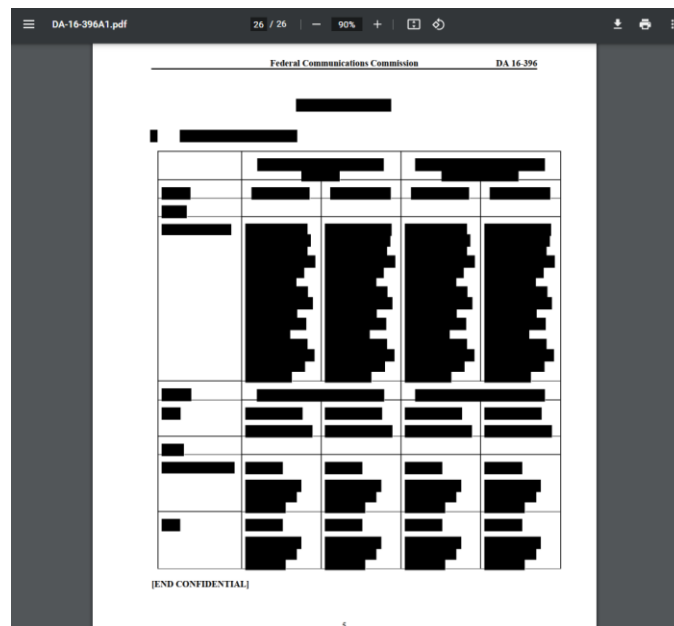 DA-16-396A1.pdf 26 / 26 90%
Federal Communications Commission DA 16-396
[END CONFIDENTIAL]
5